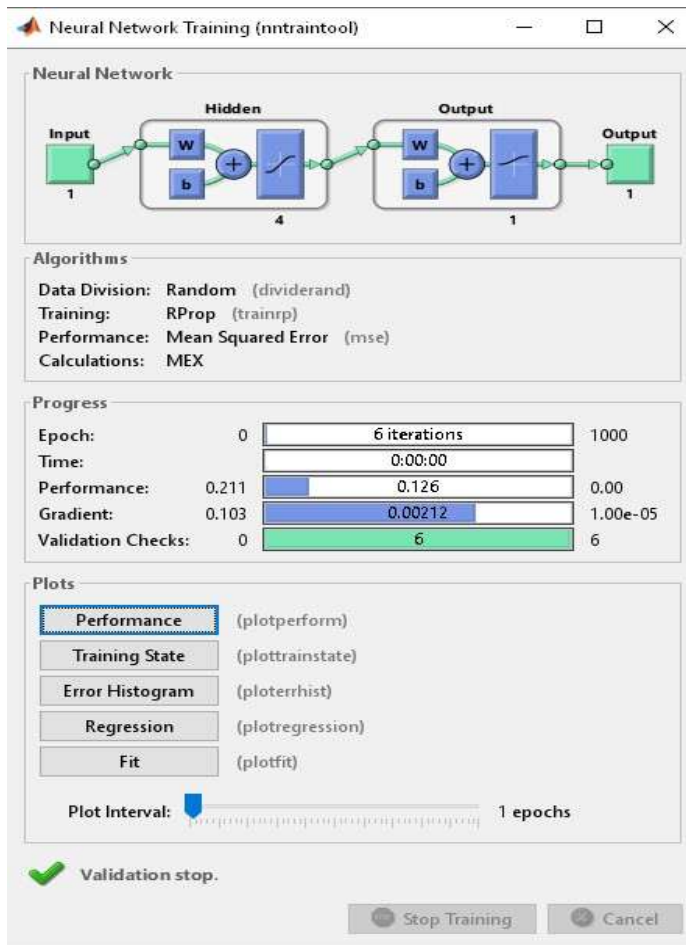 Neural Network Training (nntraintool)
Neural Network
Hidden Output
Input W b + W b + Output
1 4 1 1
Algorithms
Data Division: Random (dividerand)
Training: RProp (trainrp)
Performance: Mean Squared Error (mse)
Calculations: MEX
Progress
Epoch: 0 6 iterations 1000
Time: 0:00:00
Performance: 0.211 0.126 0.00
Gradient: 0.103 0.00212 1.00e-05
Validation Checks: 0 6 6
Plots
Performance (plotperform)
Training State (plottrainstate)
Error Histogram (ploterrhist)
Regression (plotregression)
Fit (plotfit)
Plot Interval: 1 epochs
Validation stop.
Stop Training Cancel